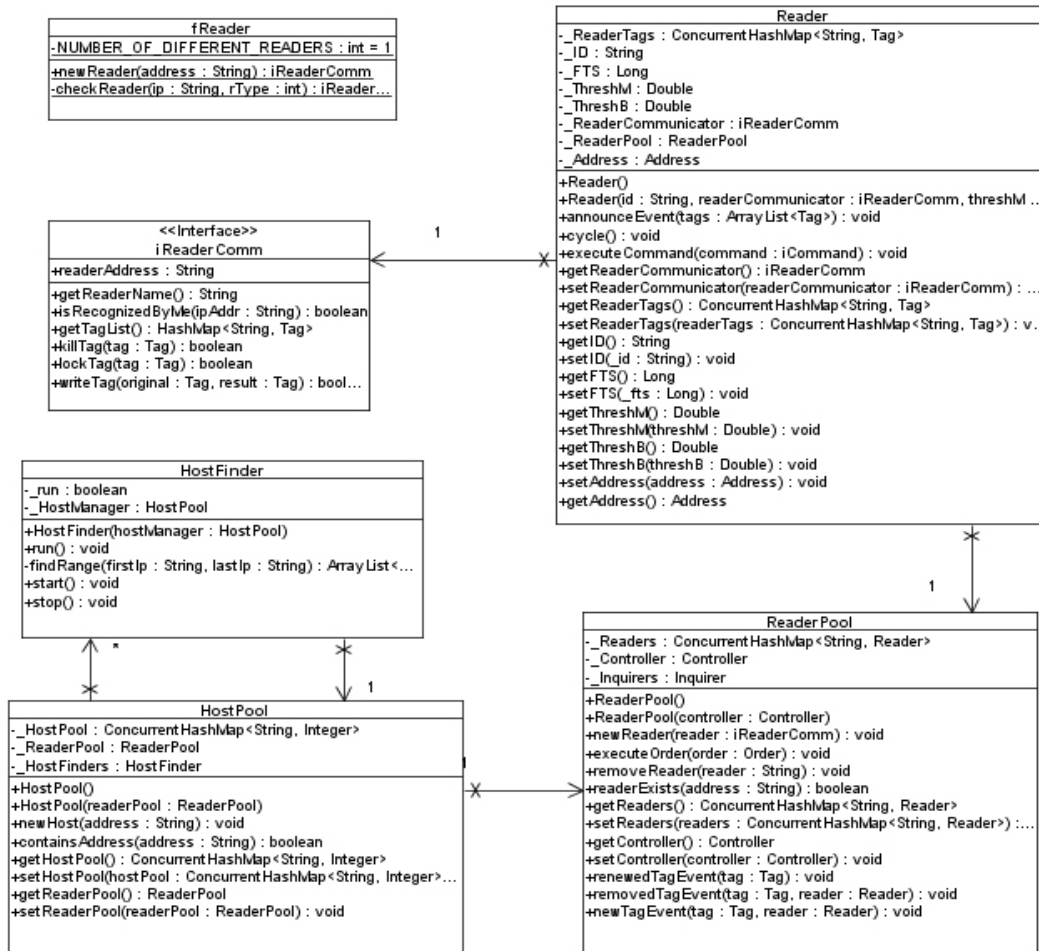 fReader
-NUMBER_OF_DIFFERENT_READERS : int = 1
+newReader(address : String) : iReaderComm
-checkReader(ip : String, rType : int) : iReader...
Reader
-_ReaderTags : ConcurrentHashMap<String, Tag>
-_ID : String
-_FTS : Long
-_ThreshM : Double
-_ThreshB : Double
-_ReaderCommunicator : iReaderComm
-_ReaderPool : ReaderPool
-_Address : Address
+Reader()
+Reader(id : String, readerCommunicator : iReaderComm, threshM ...
+announceEvent(tags : ArrayList<Tag>) : void
+cycle() : void
+executeCommand(command : iCommand) : void
+getReaderCommunicator() : iReaderComm
+setReaderCommunicator(readerCommunicator : iReaderComm) : ...
+getReaderTags() : ConcurrentHashMap<String, Tag>
+setReaderTags(readerTags : ConcurrentHashMap<String, Tag>) : v...
+getID() : String
+setID(_id : String) : void
+getFTS() : Long
+setFTS(_fts : Long) : void
+getThreshM() : Double
+setThreshM(threshM : Double) : void
+getThreshB() : Double
+setThreshB(threshB : Double) : void
+setAddress(address : Address) : void
+getAddress() : Address
1
<<Interface>>
iReaderComm
+readerAddress : String
+getReaderName() : String
+isRecognizedByMe(ipAddr : String) : boolean
+getTagList() : HashMap<String, Tag>
+killTag(tag : Tag) : boolean
+lockTag(tag : Tag) : boolean
+writeTag(original : Tag, result : Tag) : bool...
HostFinder
-_run : boolean
-_HostManager : HostPool
+HostFinder(hostManager : HostPool)
+run() : void
-findRange(firstIp : String, lastIp : String) : ArrayList<...
+start() : void
+stop() : void
*
1
1
HostPool
-_HostPool : ConcurrentHashMap<String, Integer>
-_ReaderPool : ReaderPool
-_HostFinders : HostFinder
+HostPool()
+HostPool(readerPool : ReaderPool)
+newHost(address : String) : void
+containsAddress(address : String) : boolean
+getHostPool() : ConcurrentHashMap<String, Integer>
+setHostPool(hostPool : ConcurrentHashMap<String, Integer>...
+getReaderPool() : ReaderPool
+setReaderPool(readerPool : ReaderPool) : void
1
ReaderPool
-_Readers : ConcurrentHashMap<String, Reader>
-_Controller : Controller
-_Inquirers : Inquirer
+ReaderPool()
+ReaderPool(controller : Controller)
+newReader(reader : iReaderComm) : void
+executeOrder(order : Order) : void
+removeReader(reader : String) : void
+readerExists(address : String) : boolean
+getReaders() : ConcurrentHashMap<String, Reader>
+setReaders(readers : ConcurrentHashMap<String, Reader>) :...
+getController() : Controller
+setController(controller : Controller) : void
+renewedTagEvent(tag : Tag) : void
+removedTagEvent(tag : Tag, reader : Reader) : void
+newTagEvent(tag : Tag, reader : Reader) : void